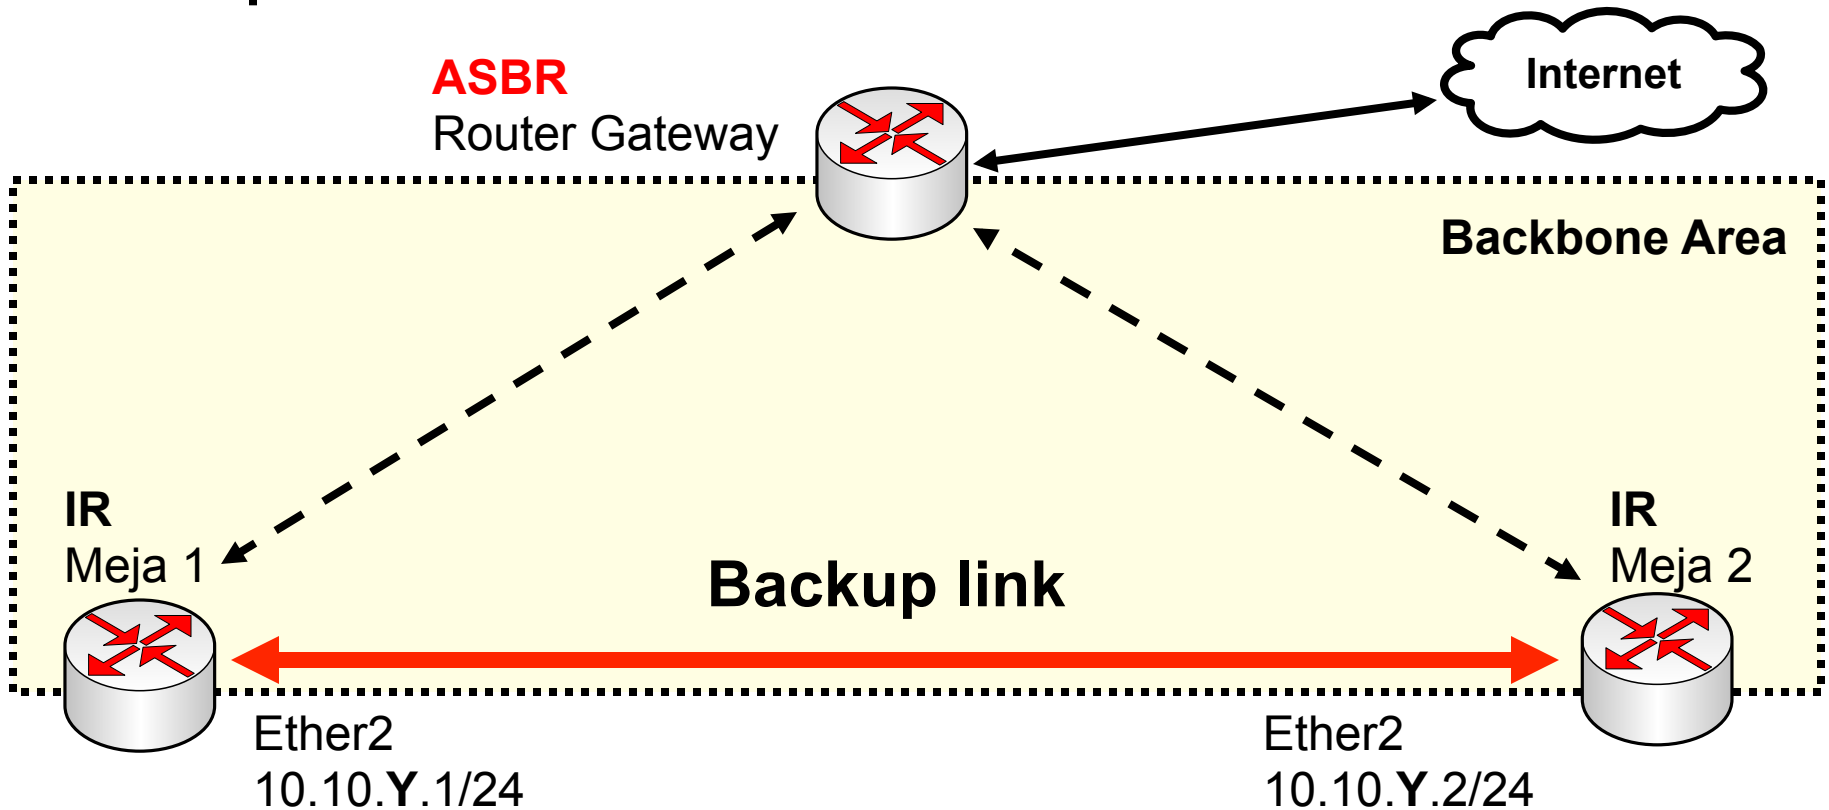 ASBR
Router Gateway
Internet
Backbone Area
IR
Meja 1
IR
Meja 2
Backup link
Ether2
10.10.Y.1/24
Ether2
10.10.Y.2/24